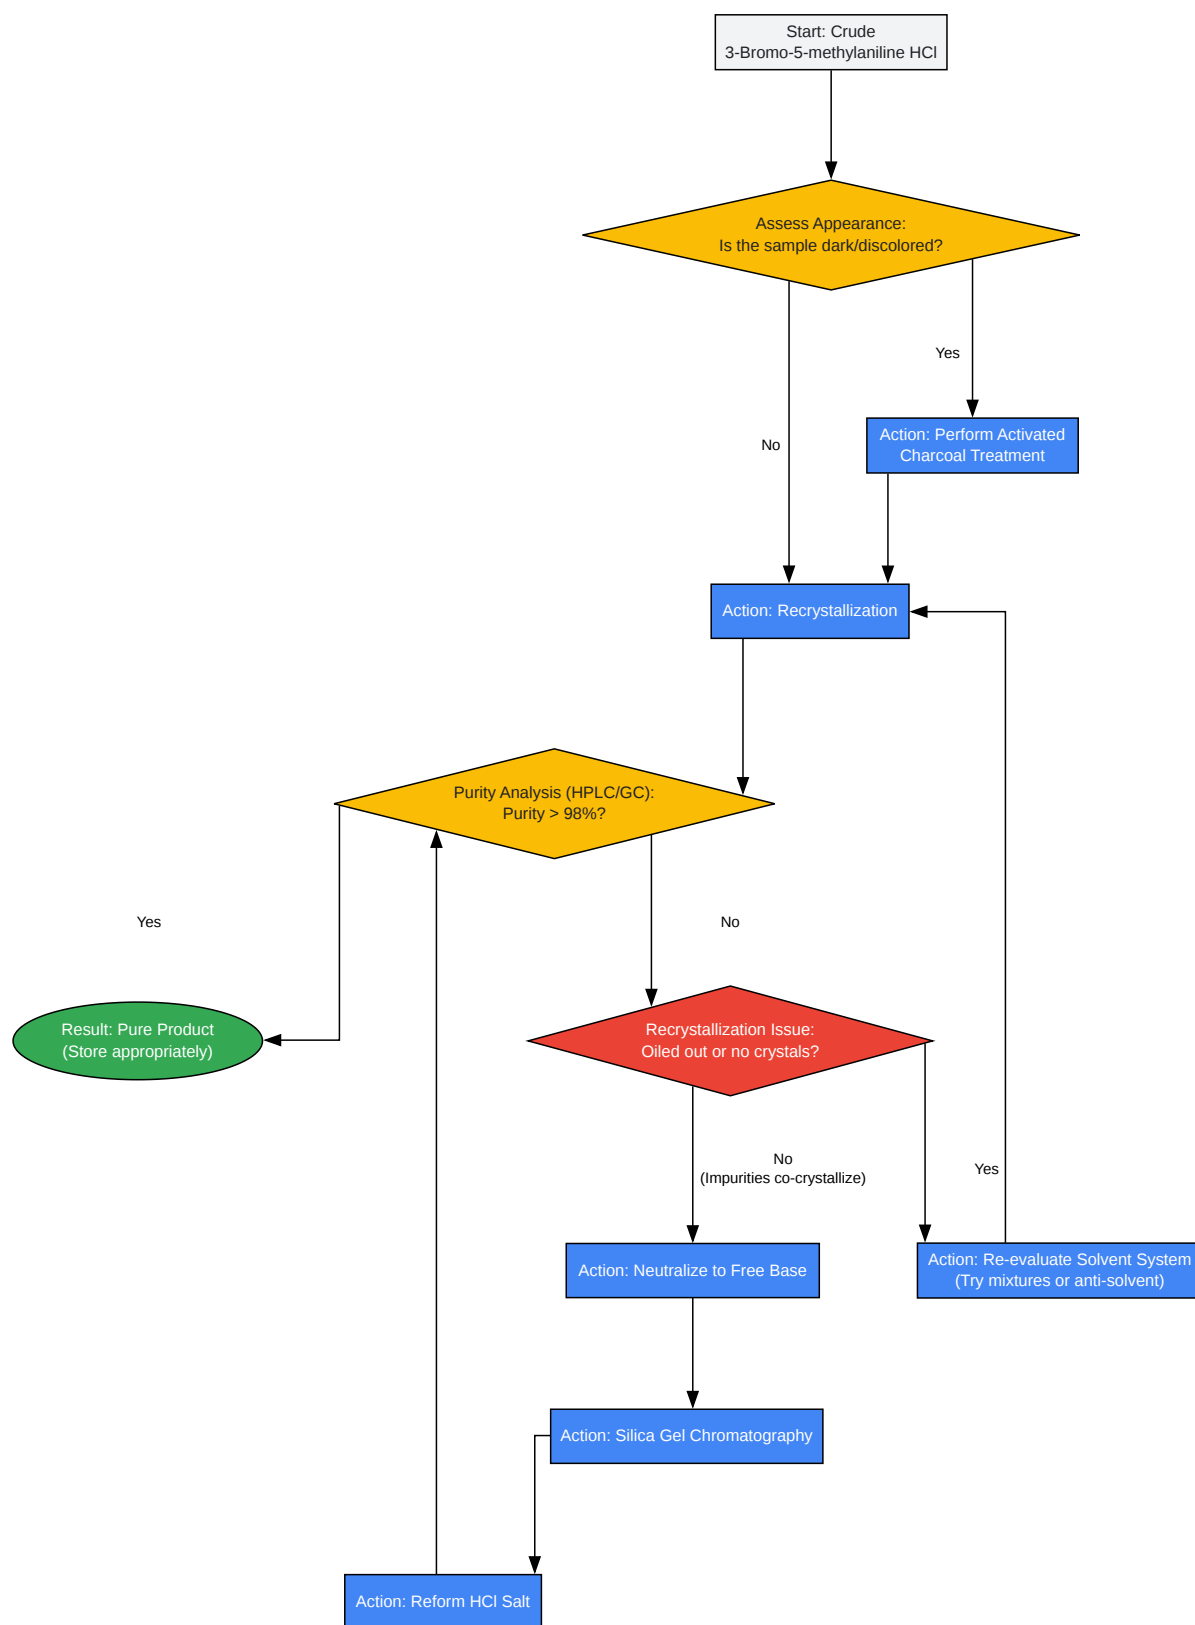 Start: Crude
3-Bromo-5-methylaniline HCl
Assess Appearance:
Is the sample dark/discolored?
Yes
No
Action: Perform Activated
Charcoal Treatment
Action: Recrystallization
Purity Analysis (HPLC/GC):
Purity > 98%?
Yes
No
Result: Pure Product
(Store appropriately)
Recrystallization Issue:
Oiled out or no crystals?
No
(Impurities co-crystallize)
Yes
Action: Neutralize to Free Base
Action: Re-evaluate Solvent System
(Try mixtures or anti-solvent)
Action: Silica Gel Chromatography
Action: Reform HCl Salt